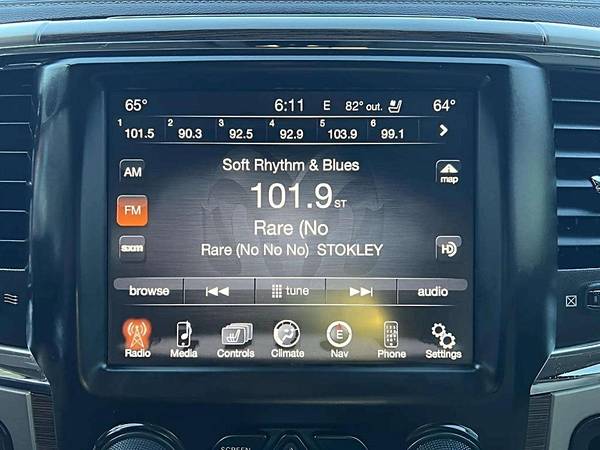 65° 6:11 E 82° out. 64°
1 101.5 2 90.3 3 92.5 4 92.9 5 103.9 6 99.1
AM Soft Rhythm & Blues map
FM 101.9 ST
Rare (No
sxm Rare (No No No) STOKLEY HD
browse tune audio
Radio Media Controls Climate E Nav Phone Settings
SCREEN